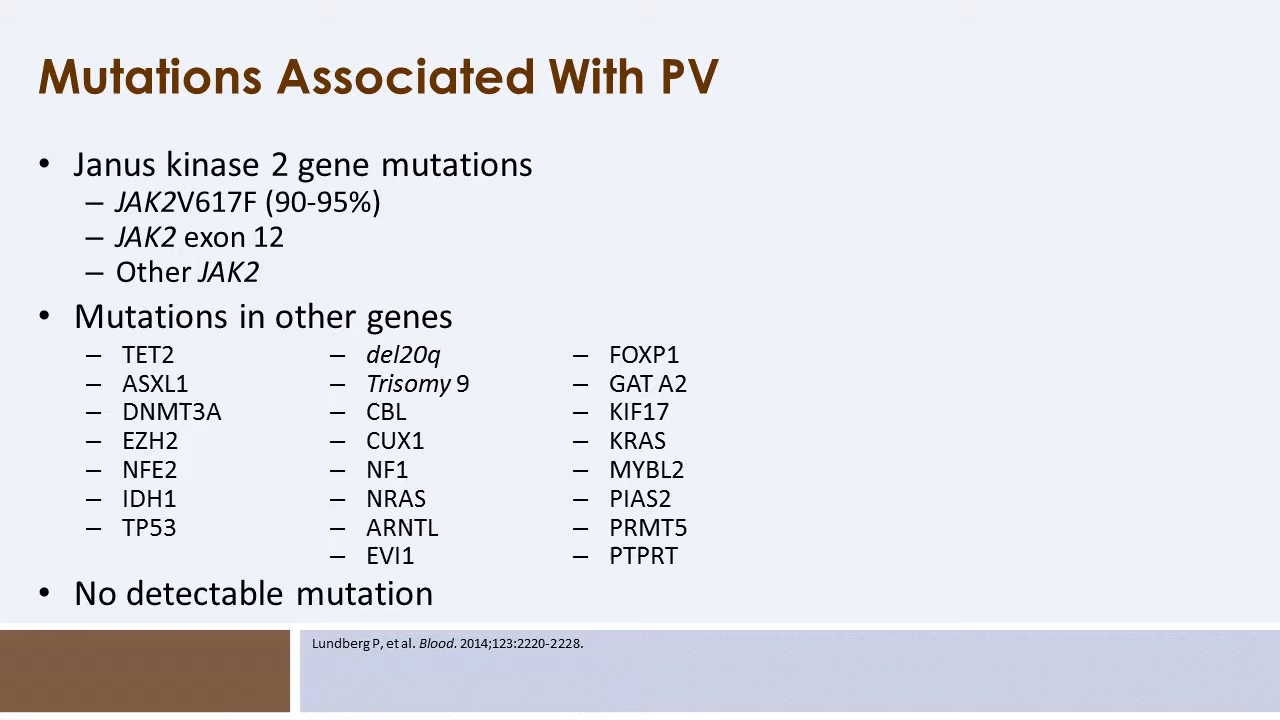 Mutations Associated With PV
• Janus kinase 2 gene mutations
– JAK2V617F (90-95%)
– JAK2 exon 12
– Other JAK2
• Mutations in other genes
– TET2
– ASXL1
– DNMT3A
– EZH2
– NFE2
– IDH1
– TP53
– del20q
– Trisomy 9
– CBL
– CUX1
– NF1
– NRAS
– ARNTL
– EVI1
– FOXP1
– GAT A2
– KIF17
– KRAS
– MYBL2
– PIAS2
– PRMT5
– PTPRT
• No detectable mutation
Lundberg P, et al. Blood. 2014;123:2220-2228.